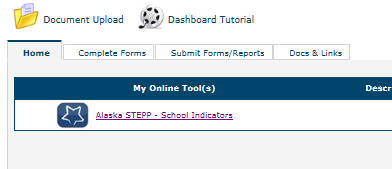 Document Upload Dashboard Tutorial
Home Complete Forms Submit Forms/Reports Docs & Links
My Online Tool(s) Descr
Alaska STEPP - School Indicators